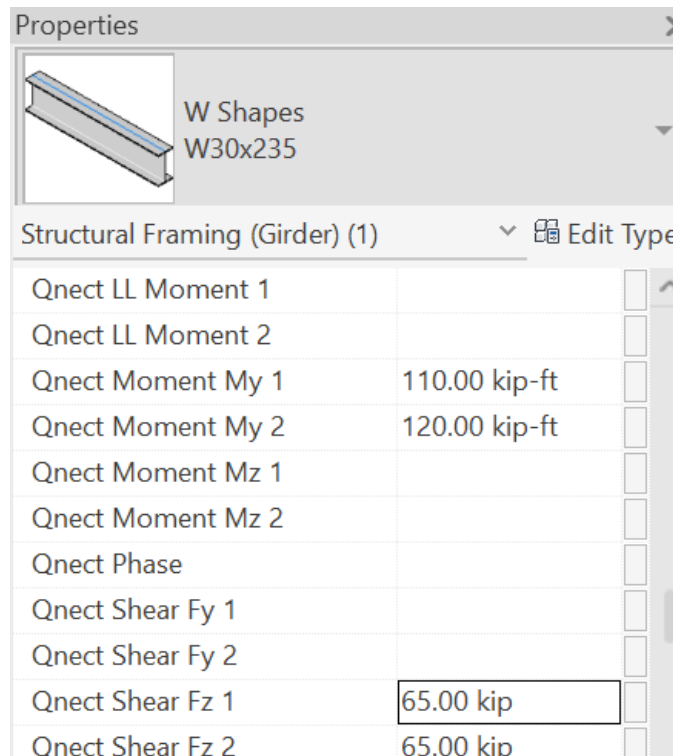 Properties
W Shapes
W30x235
Structural Framing (Girder) (1)
Edit Type
Qnect LL Moment 1
Qnect LL Moment 2
Qnect Moment My 1 110.00 kip-ft
Qnect Moment My 2 120.00 kip-ft
Qnect Moment Mz 1
Qnect Moment Mz 2
Qnect Phase
Qnect Shear Fy 1
Qnect Shear Fy 2
Qnect Shear Fz 1 65.00 kip
Qnect Shear Fz 2 65.00 kip